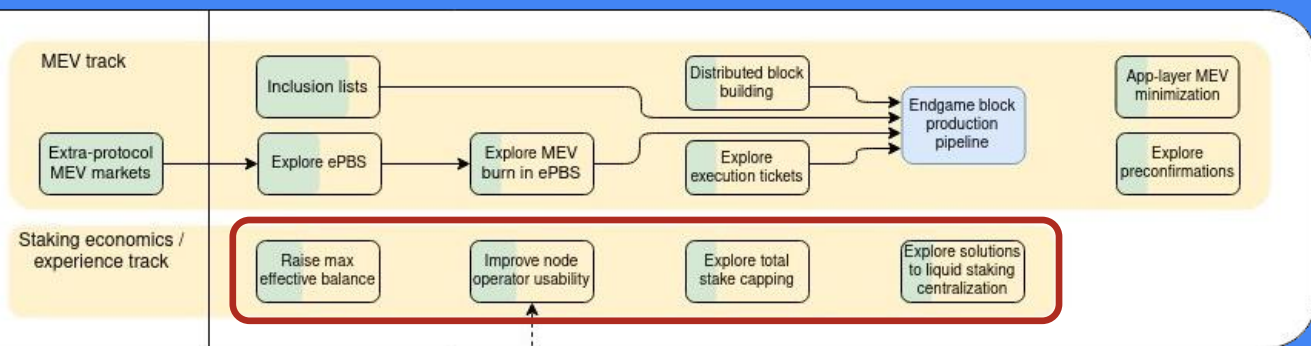 MEV track
Inclusion lists
Distributed block
building
App-layer MEV
minimization
Endgame block
production
pipeline
Extra-protocol
MEV markets
Explore ePBS
Explore MEV
burn in ePBS
Explore
execution tickets
Explore
preconfirmations
Staking economics /
experience track
Raise max
effective balance
Improve node
operator usability
Explore total
stake capping
Explore solutions
to liquid staking
centralization